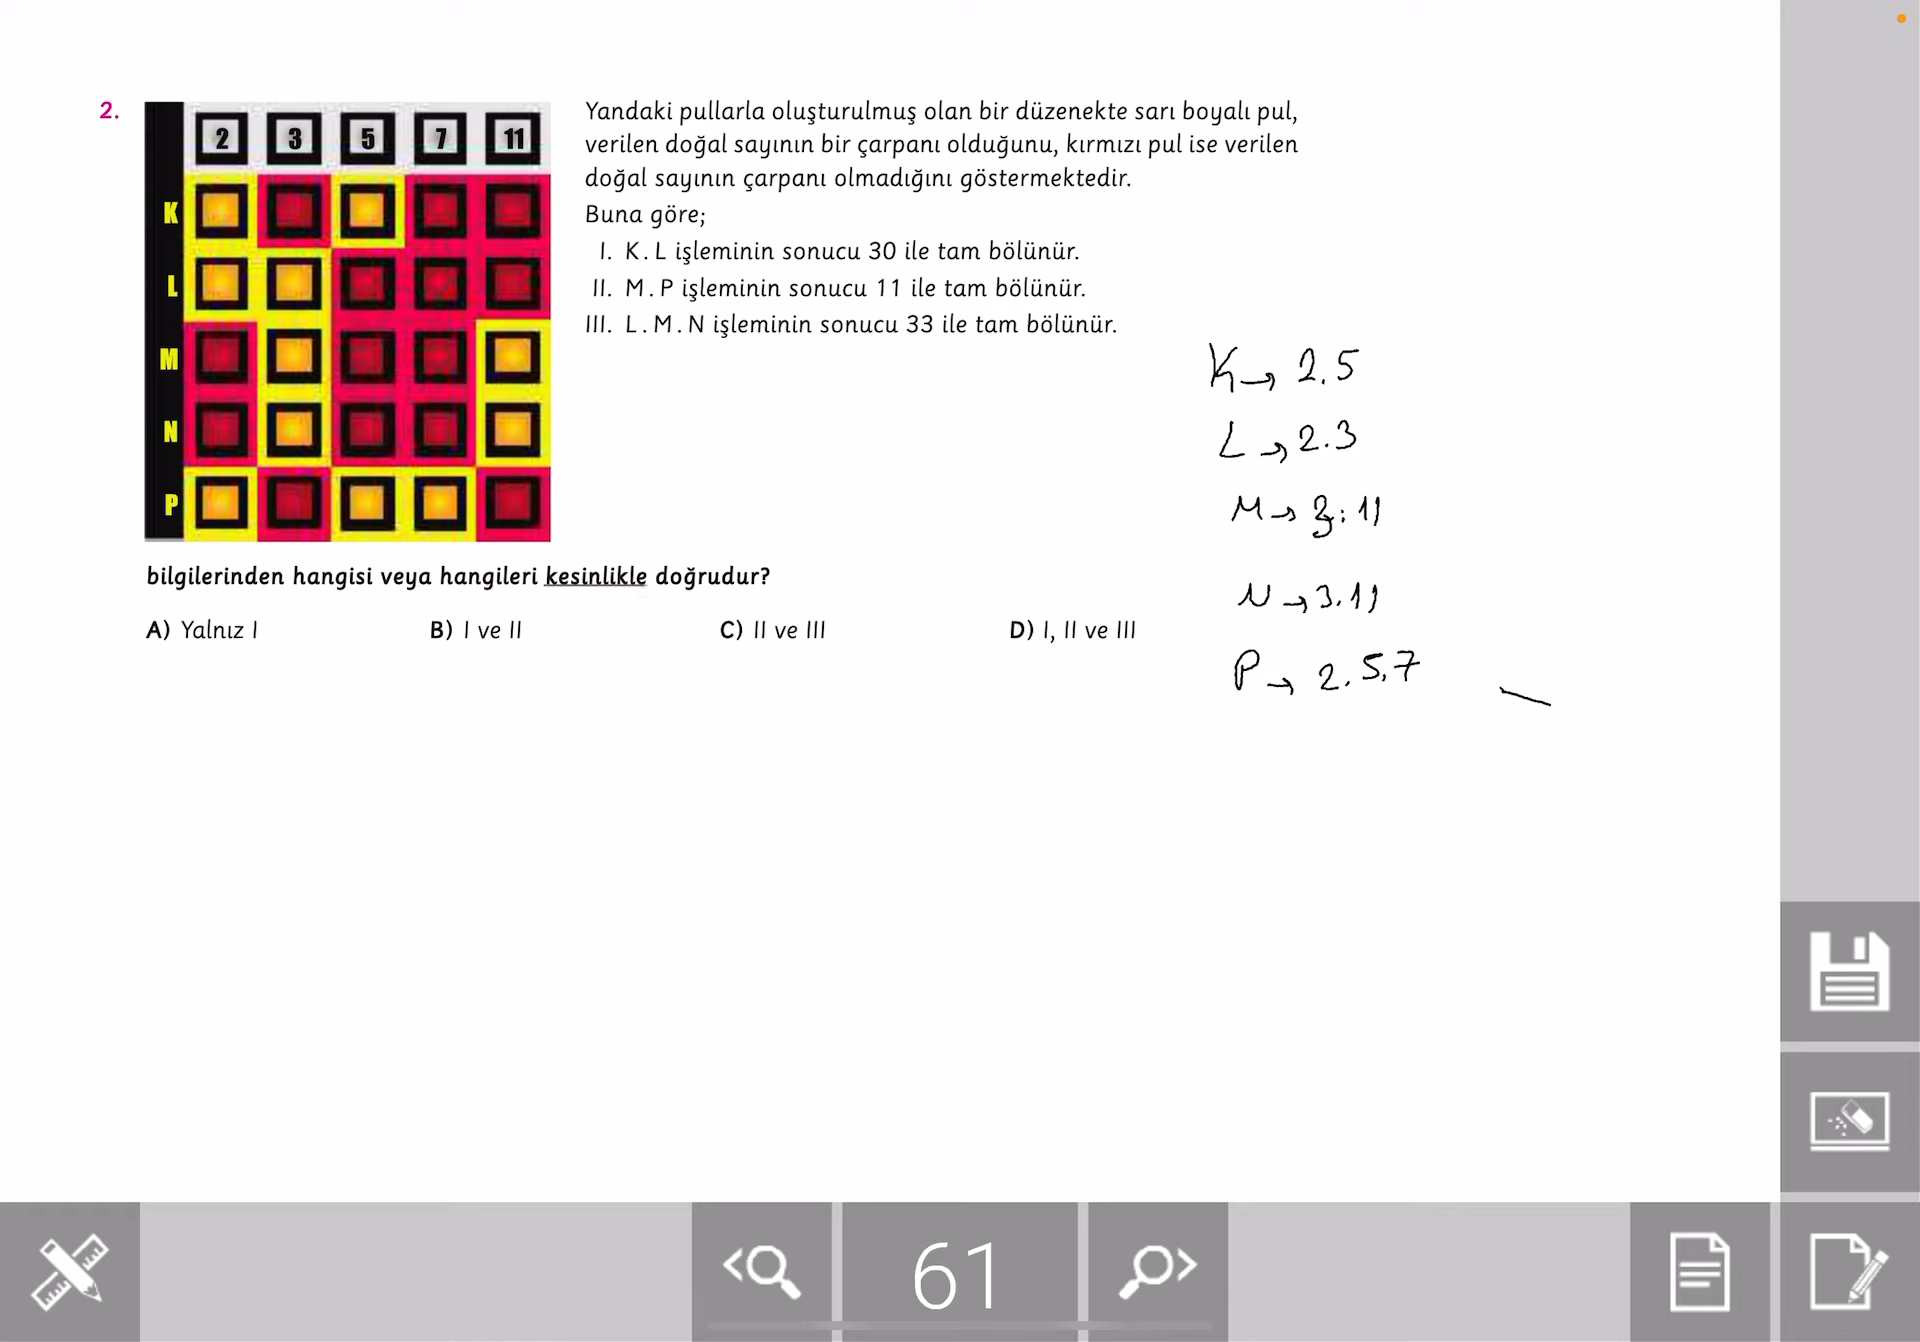 2.
2 3 5 7 11
K
L
M
N
P
Yandaki pullarla oluşturulmuş olan bir düzenekte sarı boyalı pul,
verilen doğal sayının bir çarpanı olduğunu, kırmızı pul ise verilen
doğal sayının çarpanı olmadığını göstermektedir.
Buna göre;
I. K . L işleminin sonucu 30 ile tam bölünür.
II. M . P işleminin sonucu 11 ile tam bölünür.
III. L . M . N işleminin sonucu 33 ile tam bölünür.
K → 2.5
L → 2.3
M → 3.11
N → 3.11
P → 2.5.7
bilgilerinden hangisi veya hangileri kesinlikle doğrudur?
A) Yalnız I B) I ve II C) II ve III D) I, II ve III
61